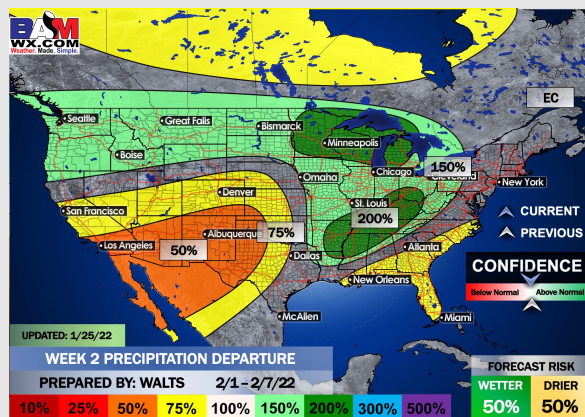 BAM
WX.COM
Weather. Made. Simple.
EC
Seattle
Great Falls
Bismarck
Minneapolis
Boise
150%
Chicago
Cleveland
Omaha
New York
Denver
St. Louis
San Francisco
200%
CURRENT
Albuquerque
75%
PREVIOUS
Los Angeles
50%
Atlanta
Dallas
CONFIDENCE
New Orleans
Below Normal
Above Normal
McAllen
Miami
UPDATED: 1/25/22
WEEK 2 PRECIPITATION DEPARTURE
PREPARED BY: WALTS 2/1 – 2/7/22
FORECAST RISK
WETTER DRIER
50% 50%
10% 25% 50% 75% 100% 150% 200% 300% 500%